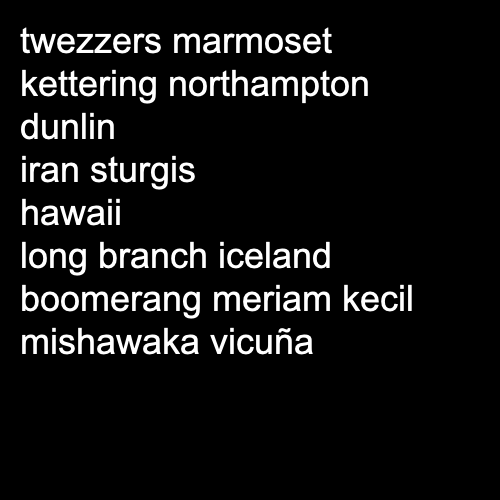 twezzers marmoset
kettering northampton
dunlin
iran sturgis
hawaii
long branch iceland
boomerang meriam kecil
mishawaka vicuña